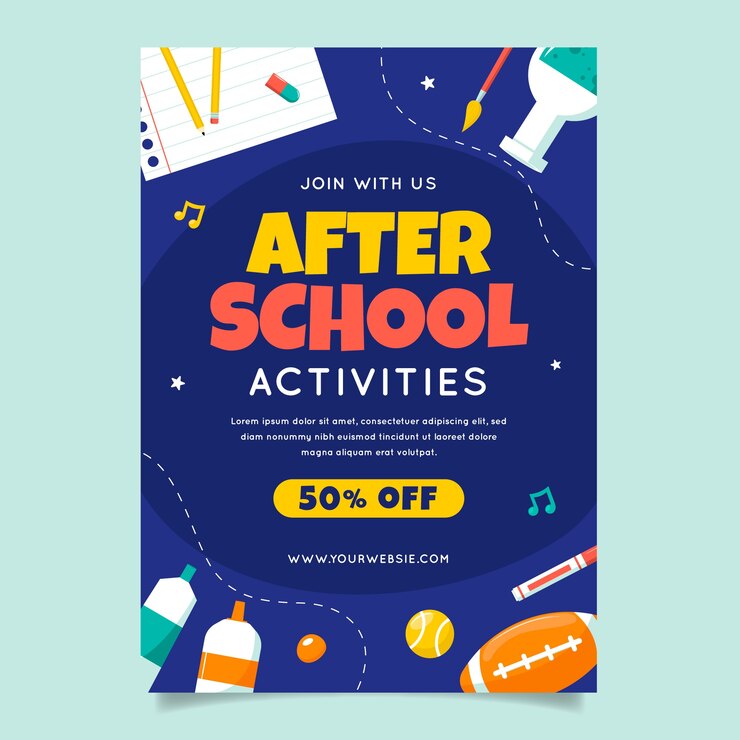 JOIN WITH US
AFTER
SCHOOL
ACTIVITIES
Lorem ipsum dolor sit amet, consectetuer adipiscing elit, sed
diam nonummy nibh euismod tincidunt ut laoreet dolore
magna aliquam erat volutpat.
50% OFF
WWW.YOURWEBSIE.COM